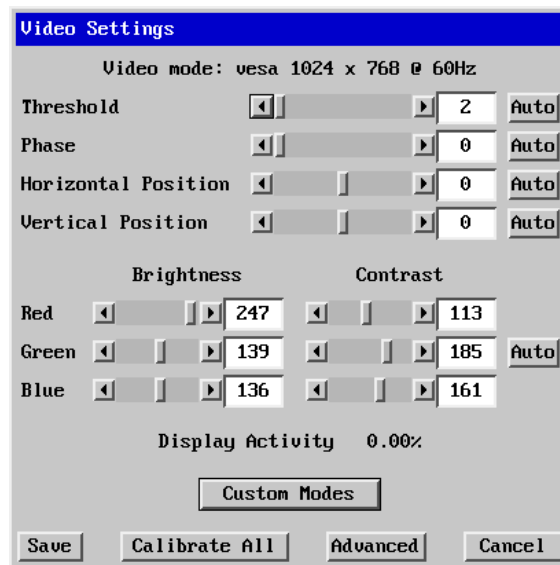 Video Settings
Video mode: vesa 1024 x 768 @ 60Hz
Threshold 2 Auto
Phase 0 Auto
Horizontal Position 0 Auto
Vertical Position 0 Auto
Brightness Contrast
Red 247 113
Green 139 185 Auto
Blue 136 161
Display Activity 0.00%
Custom Modes
Save Calibrate All Advanced Cancel